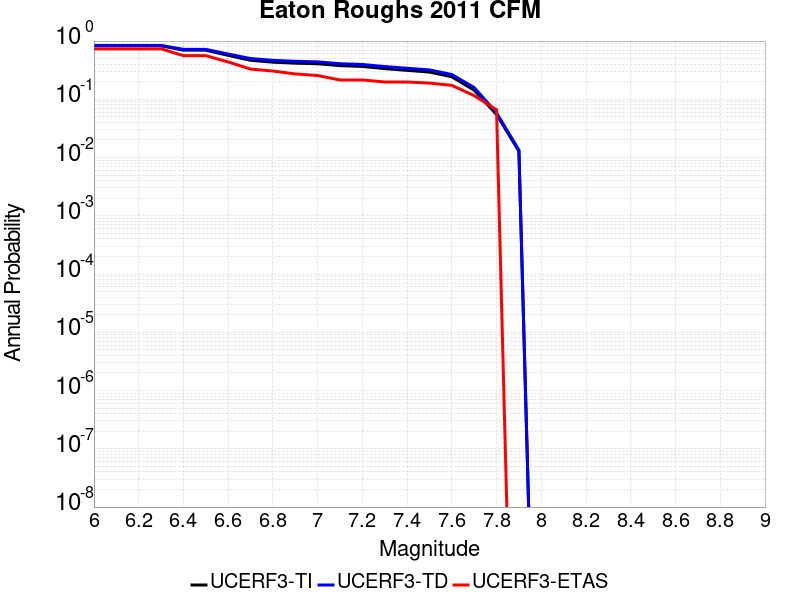 Eaton Roughs 2011 CFM
10^0
10^-1
10^-2
10^-3
10^-4
10^-5
10^-6
10^-7
10^-8
Annual Probability
6 6.2 6.4 6.6 6.8 7 7.2 7.4 7.6 7.8 8 8.2 8.4 8.6 8.8 9
Magnitude
UCERF3-TI UCERF3-TD UCERF3-ETAS